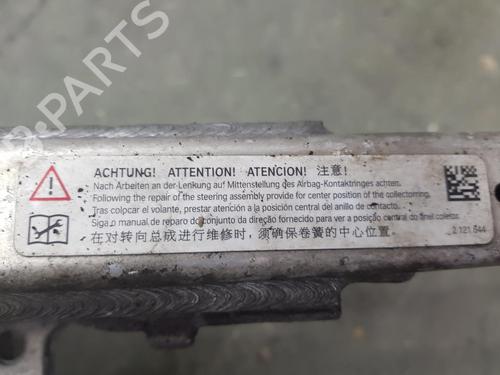 B-PARTS
ACHTUNG! ATTENTION! ATENCION! 注意!
Nach Arbeiten an der Lenkung auf Mittenstellung des Airbag-Kontaktringes achten.
Following the repair of the steering assembly provide for center position of the collectorring.
Tras colocar el volante, prestar atención a la posición central del anillo de contacto.
Siga o manual de reparo do conjunto da direção fornecido para ver a posição central do anel coletor.
在对转向总成进行维修时,须确保卷簧的中心位置
2 121 544